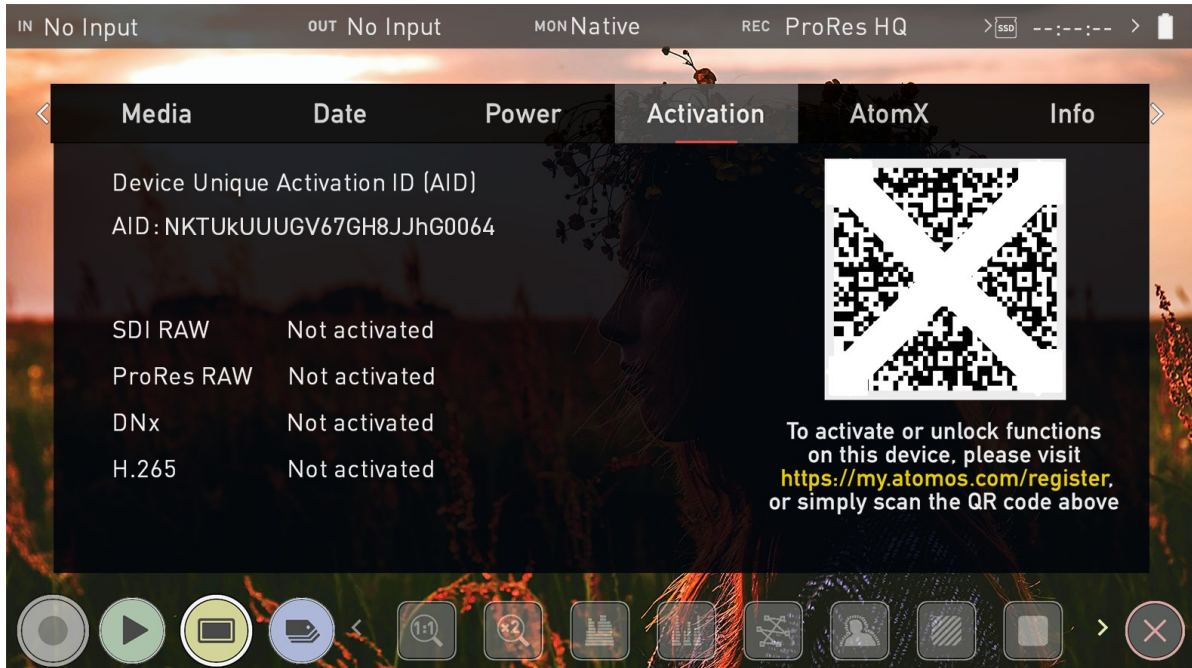 IN No Input OUT No Input MON Native REC ProRes HQ SSD --:--:--
Media Date Power Activation AtomX Info
Device Unique Activation ID (AID)
AID: NKTUkUUUGV67GH8JJhG0064
SDI RAW Not activated
ProRes RAW Not activated
DNx Not activated
H.265 Not activated
To activate or unlock functions
on this device, please visit
https://my.atomos.com/register,
or simply scan the QR code above
1:1 x2